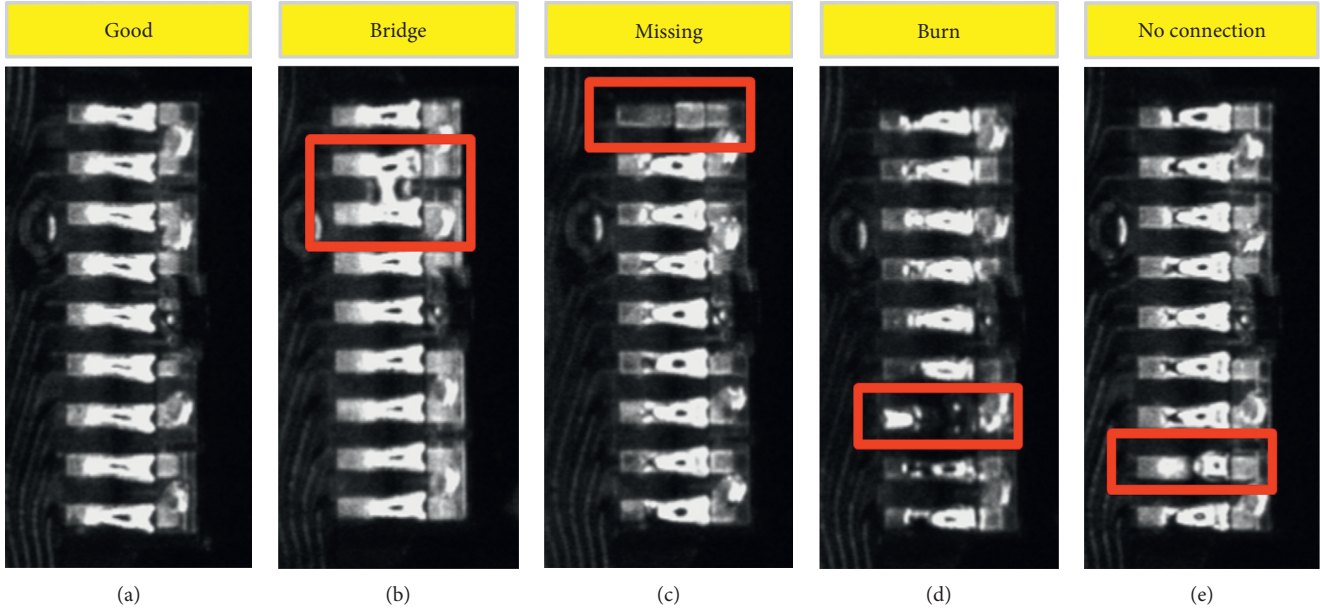 Good
Bridge
Missing
Burn
No connection
(a)
(b)
(c)
(d)
(e)